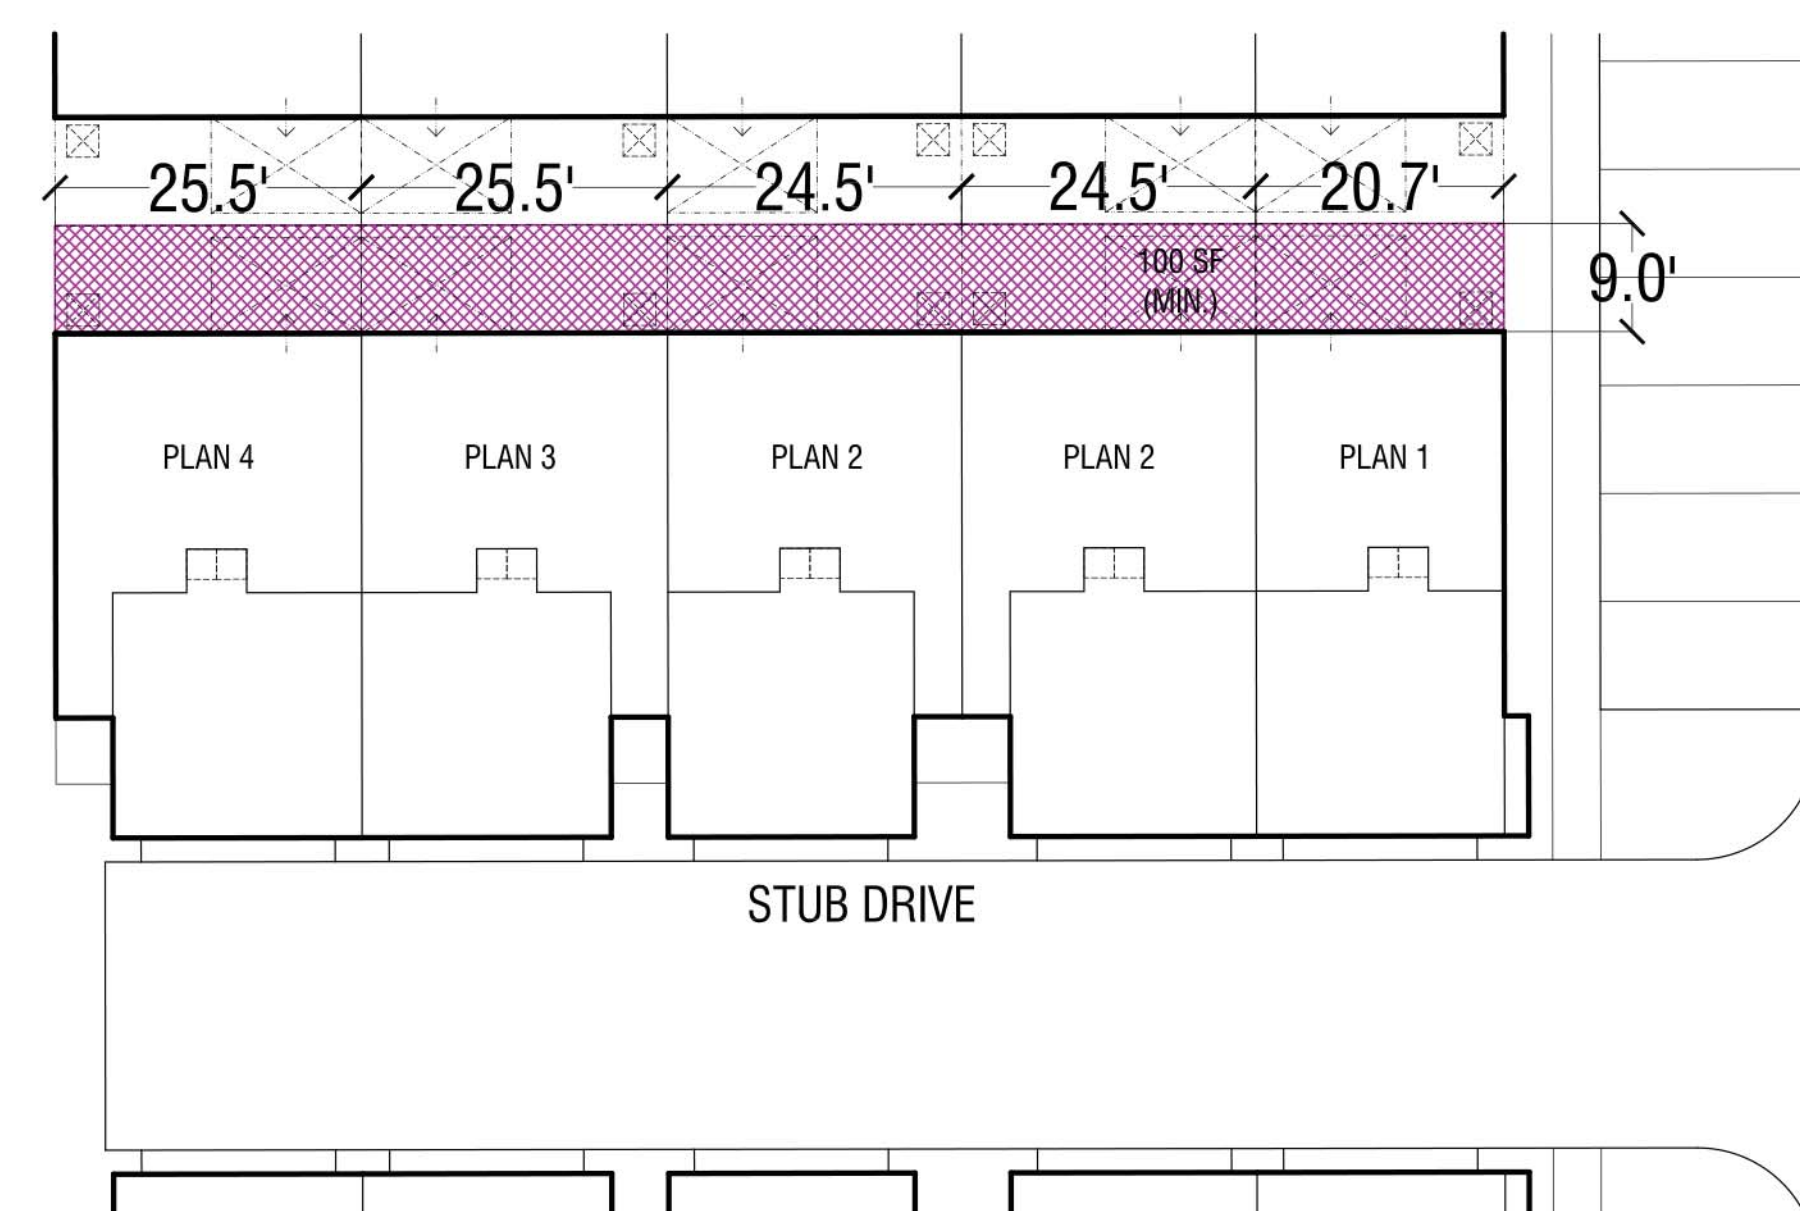 25.5'
25.5'
24.5'
24.5'
20.7'
100 SF
(MIN.)
9.0'
PLAN 4
PLAN 3
PLAN 2
PLAN 2
PLAN 1
STUB DRIVE